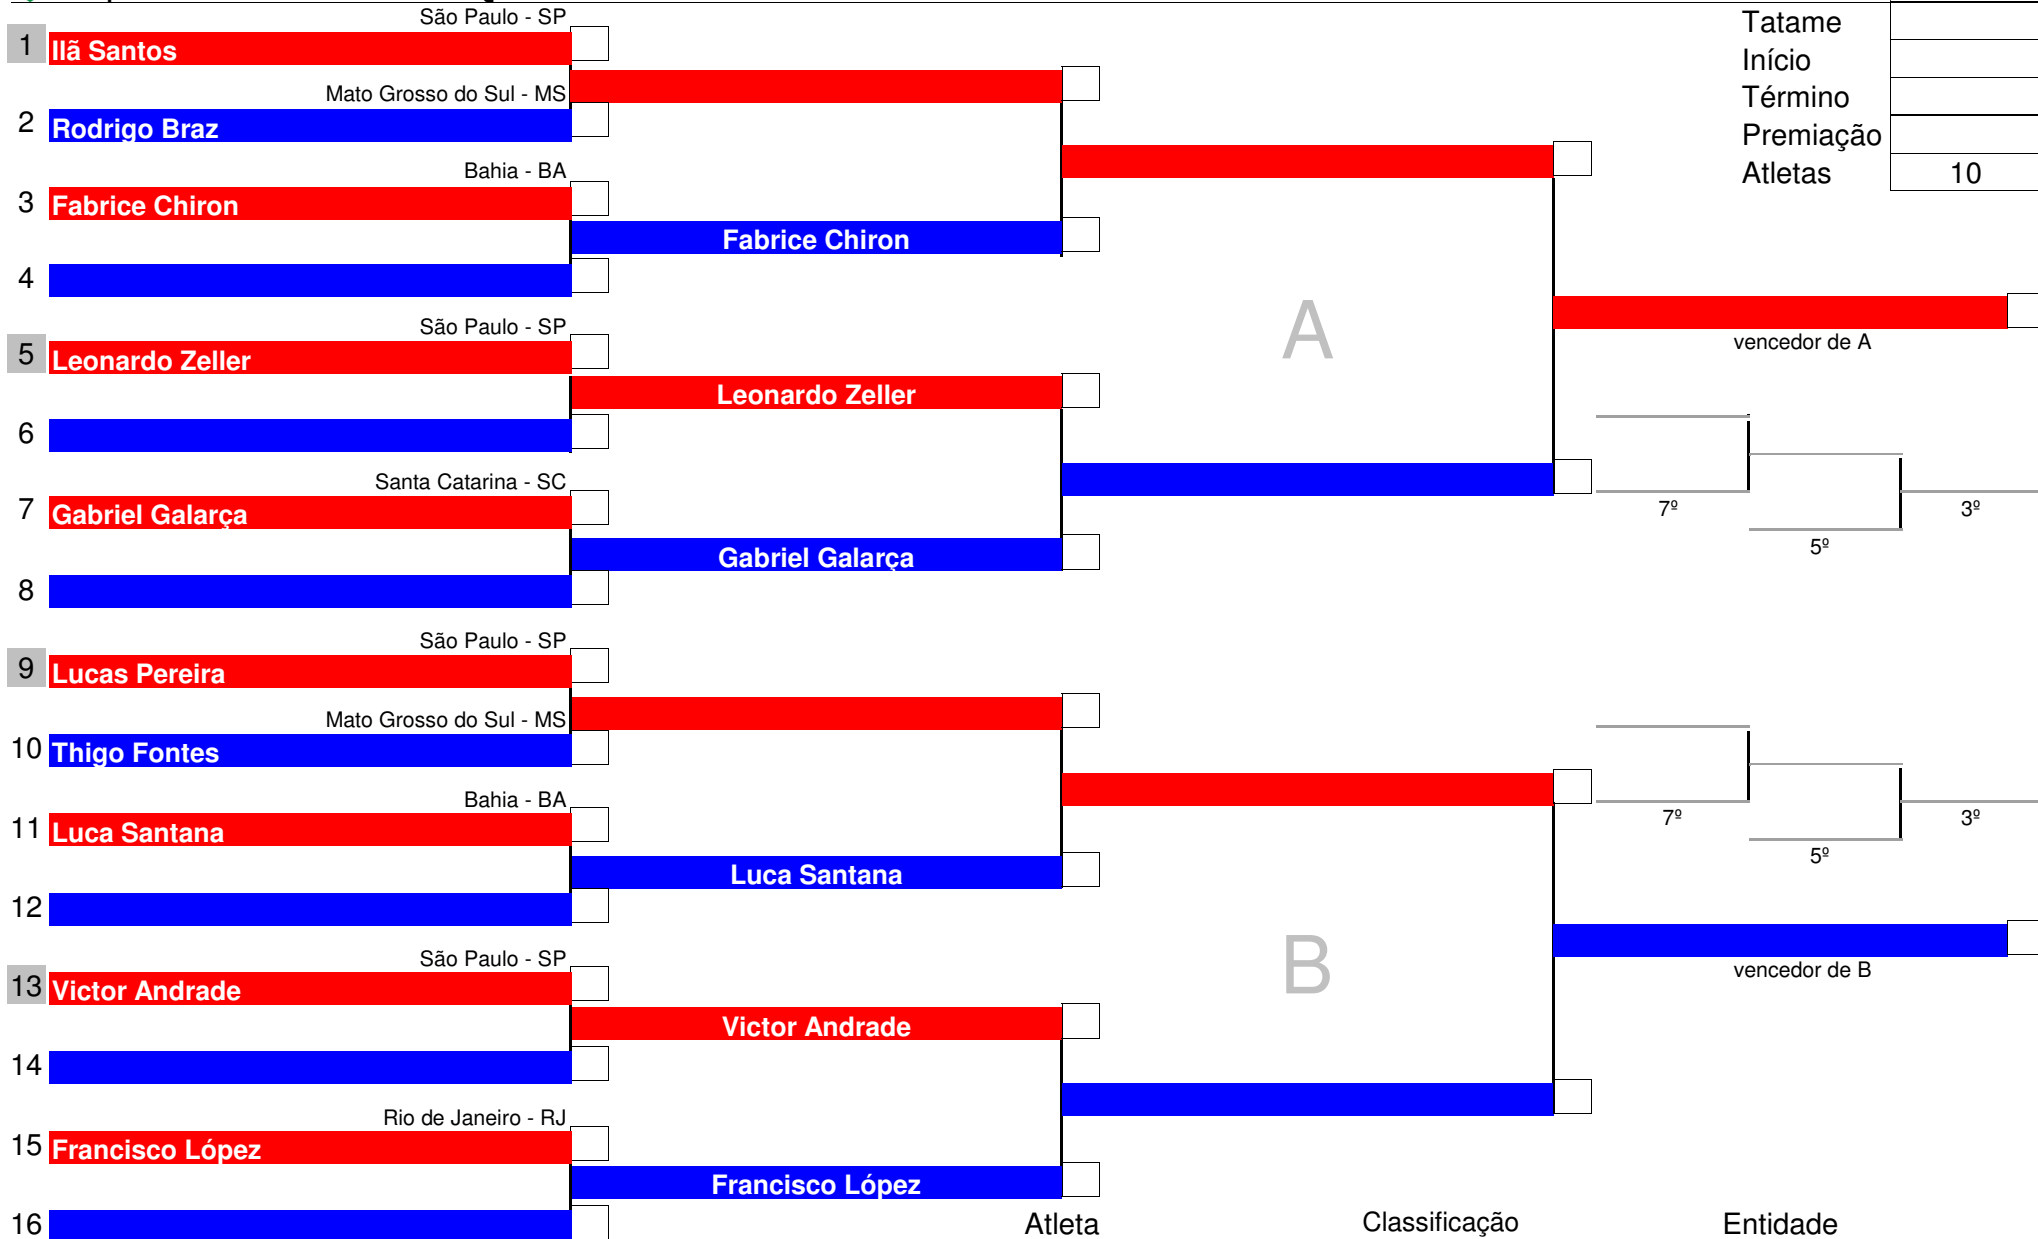 São Paulo - SP
1 Ilã Santos
Mato Grosso do Sul - MS
2 Rodrigo Braz
Bahia - BA
3 Fabrice Chiron
Fabrice Chiron
4
São Paulo - SP
5 Leonardo Zeller
Leonardo Zeller
6
Santa Catarina - SC
7 Gabriel Galarça
Gabriel Galarça
8
São Paulo - SP
9 Lucas Pereira
Mato Grosso do Sul - MS
10 Thigo Fontes
Bahia - BA
11 Luca Santana
Luca Santana
12
São Paulo - SP
13 Victor Andrade
Victor Andrade
14
Rio de Janeiro - RJ
15 Francisco López
Francisco López
16
A
B
Tatame
Início
Término
Premiação
Atletas 10
vencedor de A
7º
3º
5º
7º
3º
5º
vencedor de B
Atleta Classificação Entidade